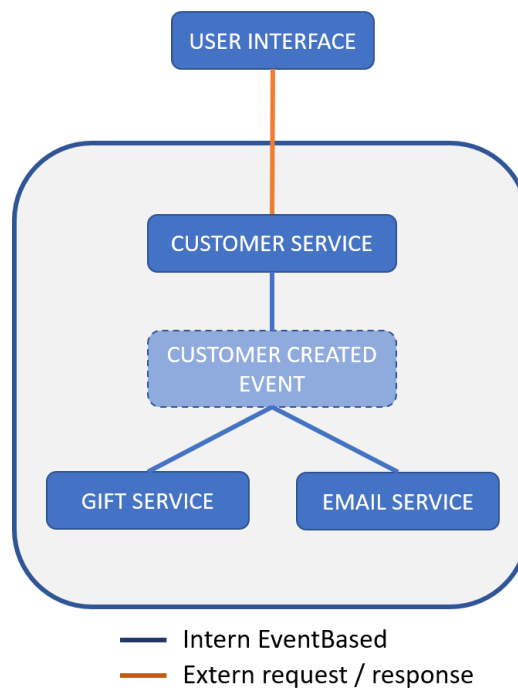 USER INTERFACE
CUSTOMER SERVICE
CUSTOMER CREATED
EVENT
GIFT SERVICE
EMAIL SERVICE
Intern EventBased
Extern request / response